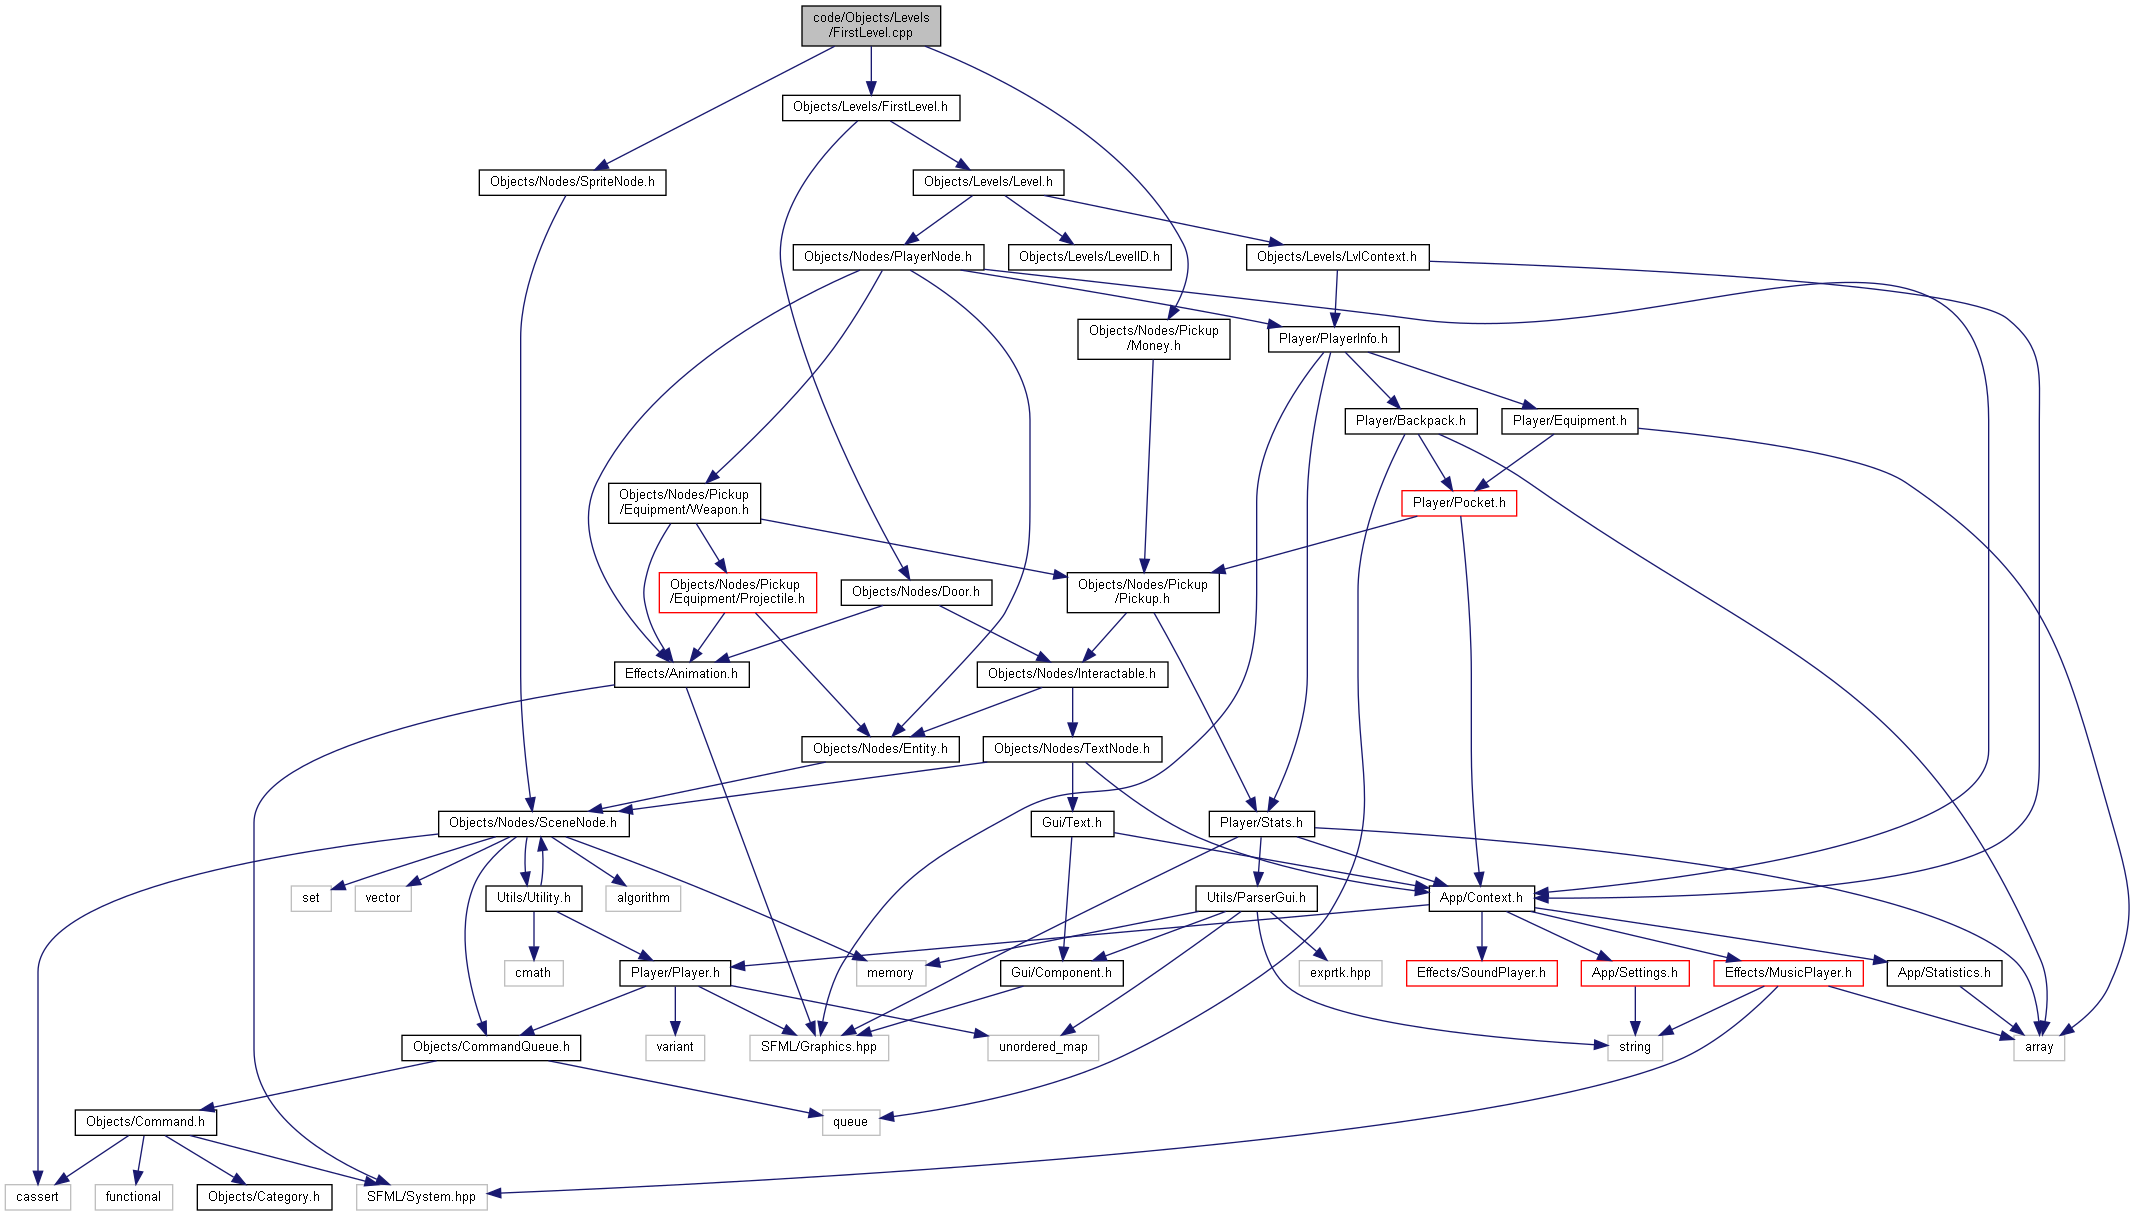 code/Objects/Levels
/FirstLevel.cpp
Objects/Levels/FirstLevel.h
Objects/Nodes/SpriteNode.h
Objects/Levels/Level.h
Objects/Nodes/PlayerNode.h
Objects/Levels/LevelID.h
Objects/Levels/LvlContext.h
Objects/Nodes/Pickup
/Money.h
Player/PlayerInfo.h
Player/Backpack.h
Player/Equipment.h
Objects/Nodes/Pickup
/Equipment/Weapon.h
Player/Pocket.h
Objects/Nodes/Pickup
/Equipment/Projectile.h
Objects/Nodes/Door.h
Objects/Nodes/Pickup
/Pickup.h
Effects/Animation.h
Objects/Nodes/Interactable.h
Objects/Nodes/Entity.h
Objects/Nodes/TextNode.h
Objects/Nodes/SceneNode.h
Gui/Text.h
Player/Stats.h
set
vector
Utils/Utility.h
algorithm
Utils/ParserGui.h
App/Context.h
cmath
Player/Player.h
memory
Gui/Component.h
exprtk.hpp
Effects/SoundPlayer.h
App/Settings.h
Effects/MusicPlayer.h
App/Statistics.h
Objects/CommandQueue.h
variant
SFML/Graphics.hpp
unordered_map
string
array
Objects/Command.h
queue
cassert
functional
Objects/Category.h
SFML/System.hpp